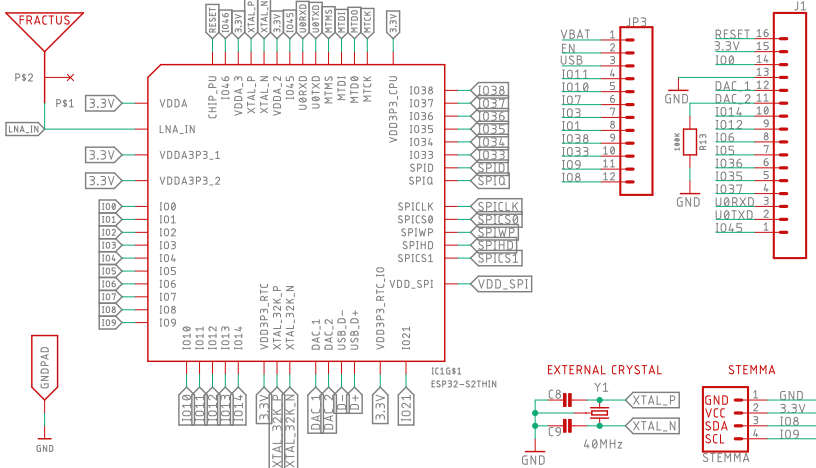 FRACTUS
P$2
P$1
LNA_IN
RESET
IO46
3.3V
XTAL_P
XTAL_N
3.3V
IO45
U0RXD
U0TXD
MTMS
MTDI
MTDO
MTCK
3.3V
CHIP_PU
IO46
VDDA_3
XTAL_P
XTAL_N
VDDA_2
IO45
U0RXD
U0TXD
MTMS
MTDI
MTDO
MTCK
VDD3P3_CPU
3.3V VDDA
LNA_IN
3.3V VDDA3P3_1
3.3V VDDA3P3_2
IO0 IO0
IO1 IO1
IO2 IO2
IO3 IO3
IO4 IO4
IO5 IO5
IO6 IO6
IO7 IO7
IO8 IO8
IO9 IO9
IO38 IO38
IO37 IO37
IO36 IO36
IO35 IO35
IO34 IO34
IO33 IO33
SPID SPID
SPIQ SPIQ
SPICLK SPICLK
SPICS0 SPICS0
SPIWP SPIWP
SPIHD SPIHD
SPICS1 SPICS1
VDD_SPI VDD_SPI
IO10
IO11
IO12
IO13
IO14
VDD3P3_RTC
XTAL_32K_P
XTAL_32K_N
DAC_1
DAC_2
USB_D-
USB_D+
VDD3P3_RTC_IO
IO21
IO10
IO11
IO12
IO13
IO14
3.3V
XTAL_32K_P
XTAL_32K_N
DAC_1
DAC_2
D-
D+
3.3V
IO21
IC1G$1
ESP32-S2THIN
GNDPAD
GND
JP3
VBAT 1
EN 2
USB 3
IO11 4
IO10 5
IO7 6
IO3 7
IO1 8
IO38 9
IO33 10
IO9 11
IO8 12
J1
RESET 16
3.3V 15
IO0 14
13
DAC_1 12
DAC_2 11
IO14 10
IO12 9
IO6 8
IO5 7
IO36 6
IO35 5
IO37 4
U0RXD 3
U0TXD 2
IO45 1
GND
100K
R13
GND
EXTERNAL CRYSTAL
C8
Y1
XTAL_P
C9
XTAL_N
40MHz
GND
STEMMA
GND 1 GND
VCC 2 3.3V
SDA 3 IO8
SCL 4 IO9
STEMMA